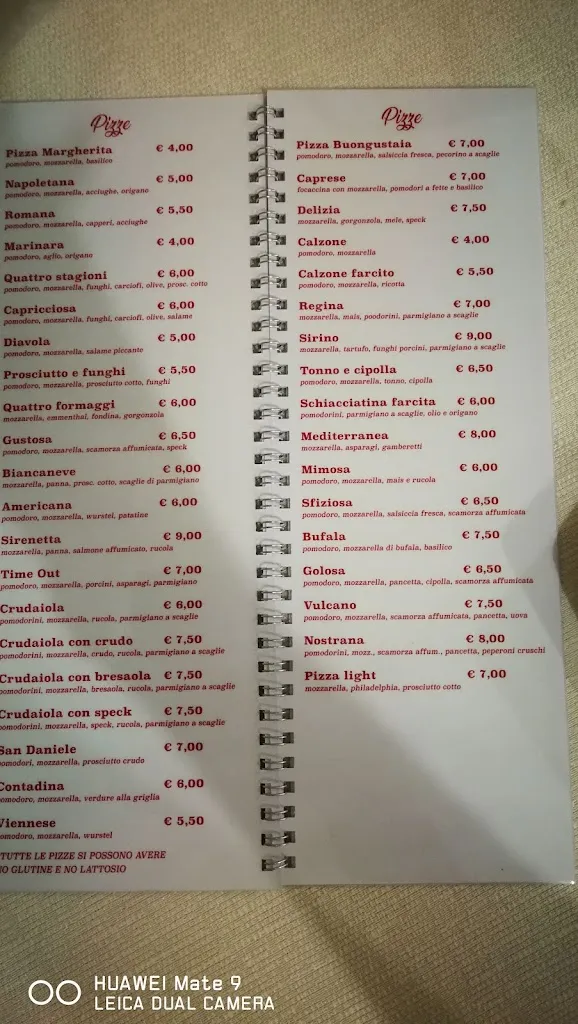 Pizze
Pizza Margherita € 4,00
pomodoro, mozzarella, basilico
Napoletana € 5,00
pomodoro, mozzarella, acciughe, origano
Romana € 5,50
pomodoro, mozzarella, capperi, acciughe
Marinara € 4,00
pomodoro, aglio, origano
Quattro stagioni € 6,00
pomodoro, mozzarella, funghi, carciofi, olive, prosc. cotto
Capricciosa € 6,00
pomodoro, mozzarella, funghi, carciofi, olive, salame
Diavola € 5,00
pomodoro, mozzarella, salame piccante
Prosciutto e funghi € 5,50
pomodoro, mozzarella, prosciutto cotto, funghi
Quattro formaggi € 6,00
mozzarella, emmenthal, fondina, gorgonzola
Gustosa € 6,50
pomodoro, mozzarella, scamorza affumicata, speck
Biancaneve € 6,00
mozzarella, panna, prosc. cotto, scaglie di parmigiano
Americana € 6,00
pomodoro, mozzarella, wurstel, patatine
Sirenetta € 9,00
mozzarella, panna, salmone affumicato, rucola
Time Out € 7,00
pomodoro, mozzarella, porcini, asparagi, parmigiano
Crudaiola € 6,00
pomodorini, mozzarella, rucola, parmigiano a scaglie
Crudaiola con crudo € 7,50
pomodorini, mozzarella, crudo, rucola, parmigiano a scaglie
Crudaiola con bresaola € 7,50
pomodorini, mozzarella, bresaola, rucola, parmigiano a scaglie
Crudaiola con speck € 7,50
pomodorini, mozzarella, speck, rucola, parmigiano a scaglie
San Daniele € 7,00
pomodori, mozzarella, prosciutto crudo
Contadina € 6,00
pomodoro, mozzarella, verdure alla griglia
Viennese € 5,50
pomodoro, mozzarella, wurstel
TUTTE LE PIZZE SI POSSONO AVERE
NO GLUTINE E NO LATTOSIO
Pizze
Pizza Buongustaia € 7,00
pomodoro, mozzarella, salsiccia fresca, pecorino a scaglie
Caprese € 7,00
focaccina con mozzarella, pomodori a fette e basilico
Delizia € 7,50
mozzarella, gorgonzola, mele, speck
Calzone € 4,00
pomodoro, mozzarella
Calzone farcito € 5,50
pomodoro, mozzarella, ricotta
Regina € 7,00
mozzarella, mais, poodorini, parmigiano a scaglie
Sirino € 9,00
mozzarella, tartufo, funghi porcini, parmigiano a scaglie
Tonno e cipolla € 6,50
pomodoro, mozzarella, tonno, cipolla
Schiacciatina farcita € 6,00
pomodorini, parmigiano a scaglie, olio e origano
Mediterranea € 8,00
mozzarella, asparagi, gamberetti
Mimosa € 6,00
pomodoro, mozzarella, mais e rucola
Sfiziosa € 6,50
pomodoro, mozzarella, salsiccia fresca, scamorza affumicata
Bufala € 7,50
pomodoro, mozzarella di bufala, basilico
Golosa € 6,50
pomodoro, mozzarella, pancetta, cipolla, scamorza affumicata
Vulcano € 7,50
pomodoro, mozzarella, scamorza affumicata, pancetta, uova
Nostrana € 8,00
pomodorini, mozz., scamorza affum., pancetta, peperoni cruschi
Pizza light € 7,00
mozzarella, philadelphia, prosciutto cotto
HUAWEI Mate 9
LEICA DUAL CAMERA